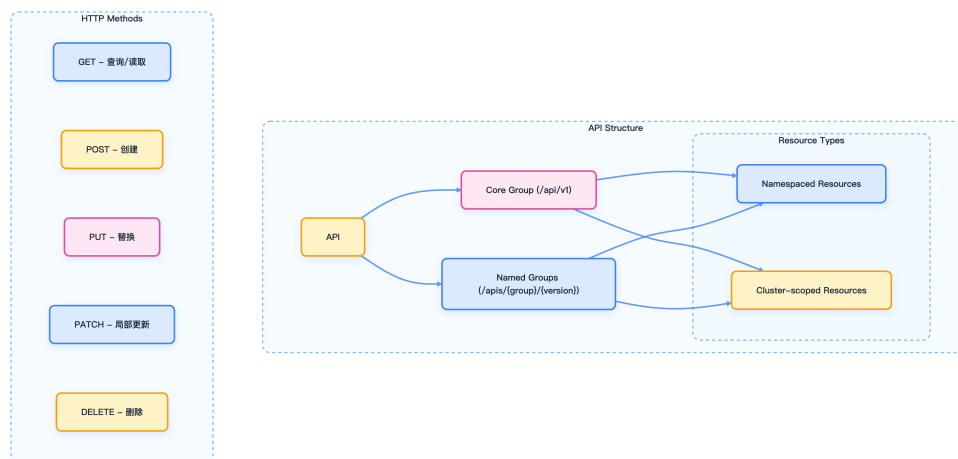 HTTP Methods
GET - 查询/读取
POST - 创建
PUT - 替换
PATCH - 局部更新
DELETE - 删除
API Structure
Resource Types
API
Core Group (/api/v1)
Named Groups
(/apis/{group}/{version})
Namespaced Resources
Cluster-scoped Resources